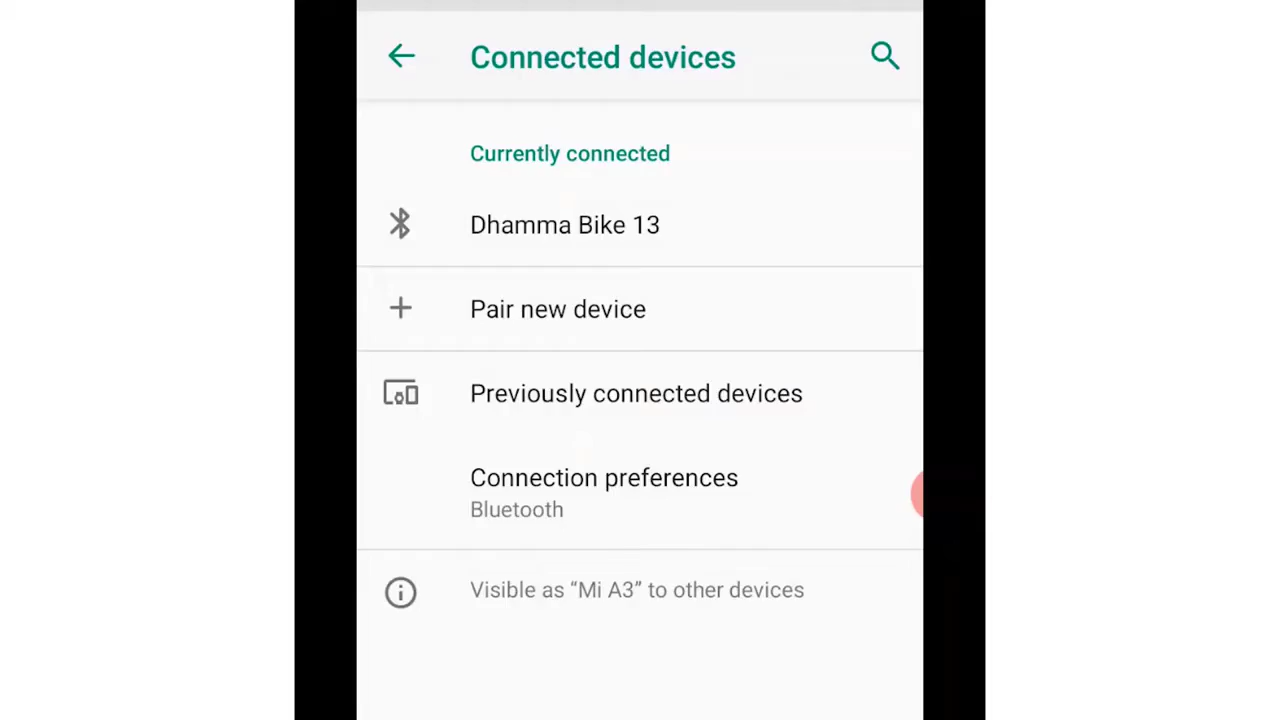 Connected devices
Currently connected
Dhamma Bike 13
Pair new device
Previously connected devices
Connection preferences
Bluetooth
Visible as “Mi A3” to other devices